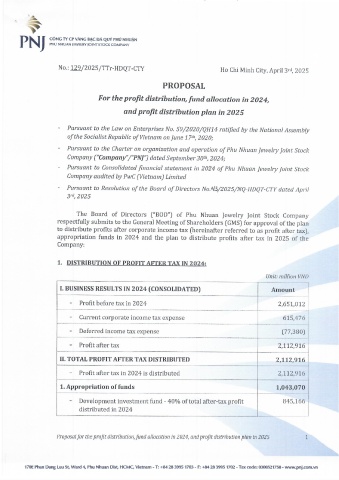 PNJ
CÔNG TY CP VÀNG BẠC ĐÁ QUÝ PHÚ NHUẬN
PHU NHUAN JEWELRY JOINT STOCK COMPANY
No.: 129/2025/TTr-HDQT-CTY
Ho Chi Minh City, April 3rd, 2025
PROPOSAL
For the profit distribution, fund allocation in 2024,
and profit distribution plan in 2025
- Pursuant to the Law on Enterprises No. 59/2020/QH14 ratified by the National Assembly
of the Socialist Republic of Vietnam on June 17th, 2020;
- Pursuant to the Charter on organization and operation of Phu Nhuan Jewelry Joint Stock
Company ("Company"/"PNJ") dated September 30th, 2024;
- Pursuant to Consolidated financial statement in 2024 of Phu Nhuan Jewelry Joint Stock
Company audited by PwC (Vietnam) Limited
- Pursuant to Resolution of the Board of Directors No. /2025/NQ-HDQT-CTY dated April
3rd, 2025
The Board of Directors ("BOD") of Phu Nhuan Jewelry Joint Stock Company
respectfully submits to the General Meeting of Shareholders (GMS) for approval of the plan
to distribute profits after corporate income tax (hereinafter referred to as profit after tax),
appropriation funds in 2024 and the plan to distribute profits after tax in 2025 of the
Company:
1. DISTRIBUTION OF PROFIT AFTER TAX IN 2024:
Unit: million VND
I. BUSINESS RESULTS IN 2024 (CONSOLIDATED) Amount
- Profit before tax in 2024 2,651,012
- Current corporate income tax expense 615,476
- Deferred income tax expense (77,380)
- Profit after tax 2,112,916
II. TOTAL PROFIT AFTER TAX DISTRIBUTED 2,112,916
- Profit after tax in 2024 is distributed 2,112,916
1. Appropriation of funds 1,043,070
- Development investment fund - 40% of total after-tax profit 845,166
distributed in 2024
Proposal for the profit distribution, fund allocation in 2024, and profit distribution plan in 2025 1
170E Phan Dang Luu St, Ward 4, Phu Nhuan Dist, HCMC, Vietnam - T: +84 28 3995 1703 - F: +84 28 3995 1702 - Tax code: 0300521758 - www.pnj.com.vn